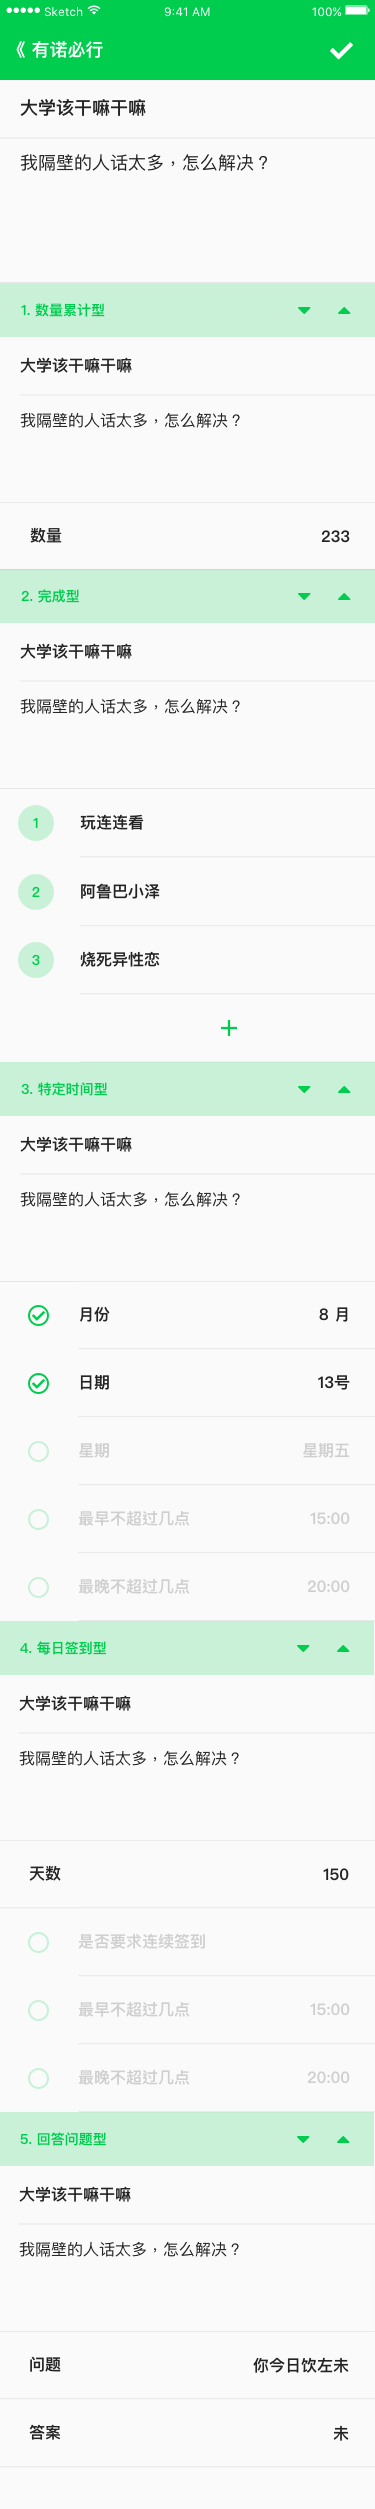 Sketch 9:41 AM 100%
《 有诺必行
大学该干嘛干嘛
我隔壁的人话太多，怎么解决？
1. 数量累计型
大学该干嘛干嘛
我隔壁的人话太多，怎么解决？
数量 233
2. 完成型
大学该干嘛干嘛
我隔壁的人话太多，怎么解决？
1 玩连连看
2 阿鲁巴小泽
3 烧死异性恋
+
3. 特定时间型
大学该干嘛干嘛
我隔壁的人话太多，怎么解决？
月份 8 月
日期 13号
星期 星期五
最早不超过几点 15:00
最晚不超过几点 20:00
4. 每日签到型
大学该干嘛干嘛
我隔壁的人话太多，怎么解决？
天数 150
是否要求连续签到
最早不超过几点 15:00
最晚不超过几点 20:00
5. 回答问题型
大学该干嘛干嘛
我隔壁的人话太多，怎么解决？
问题 你今日饮左未
答案 未